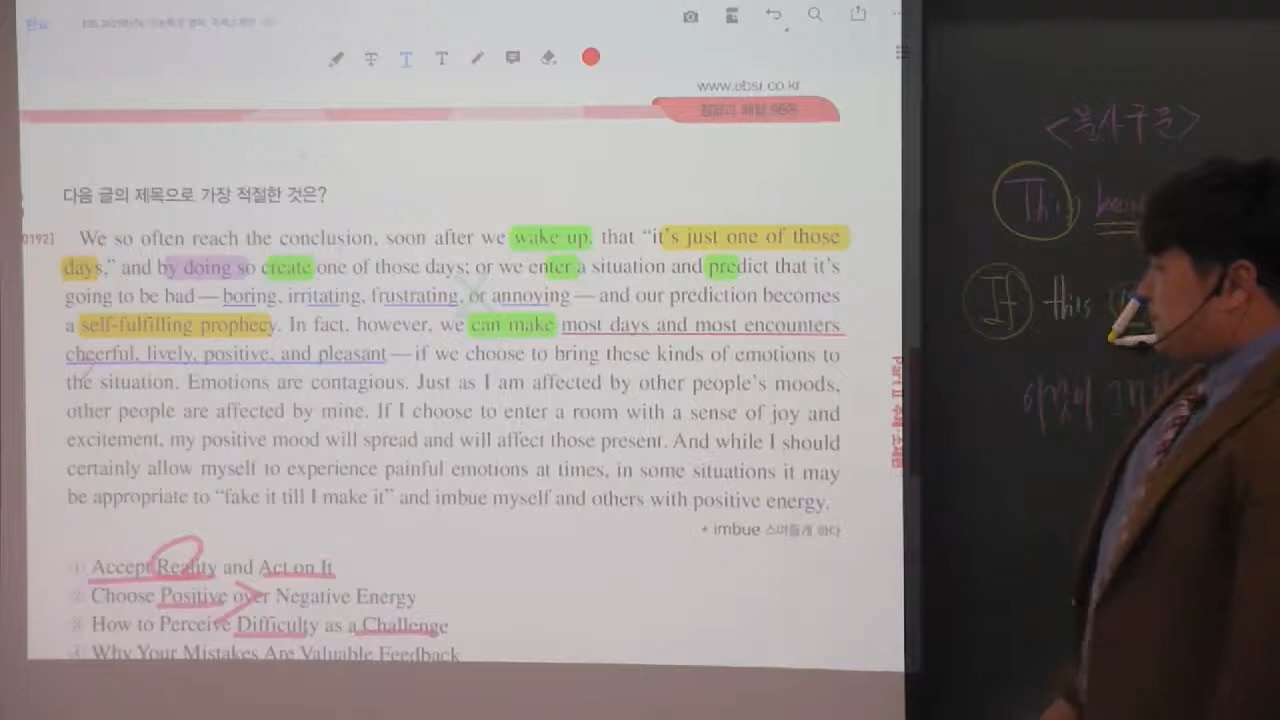 www.ebsi.co.kr
다음 글의 제목으로 가장 적절한 것은?
0192]
We so often reach the conclusion, soon after we wake up, that “it's just one of those
days,” and by doing so create one of those days; or we enter a situation and predict that it's
going to be bad — boring, irritating, frustrating, or annoying — and our prediction becomes
a self-fulfilling prophecy. In fact, however, we can make most days and most encounters
cheerful, lively, positive, and pleasant — if we choose to bring these kinds of emotions to
the situation. Emotions are contagious. Just as I am affected by other people's moods,
other people are affected by mine. If I choose to enter a room with a sense of joy and
excitement, my positive mood will spread and will affect those present. And while I should
certainly allow myself to experience painful emotions at times, in some situations it may
be appropriate to “fake it till I make it” and imbue myself and others with positive energy.
* imbue 스며들게 하다
① Accept Reality and Act on It
② Choose Positive over Negative Energy
③ How to Perceive Difficulty as a Challenge
④ Why Your Mistakes Are Valuable Feedback
<분사구문>
This
If this